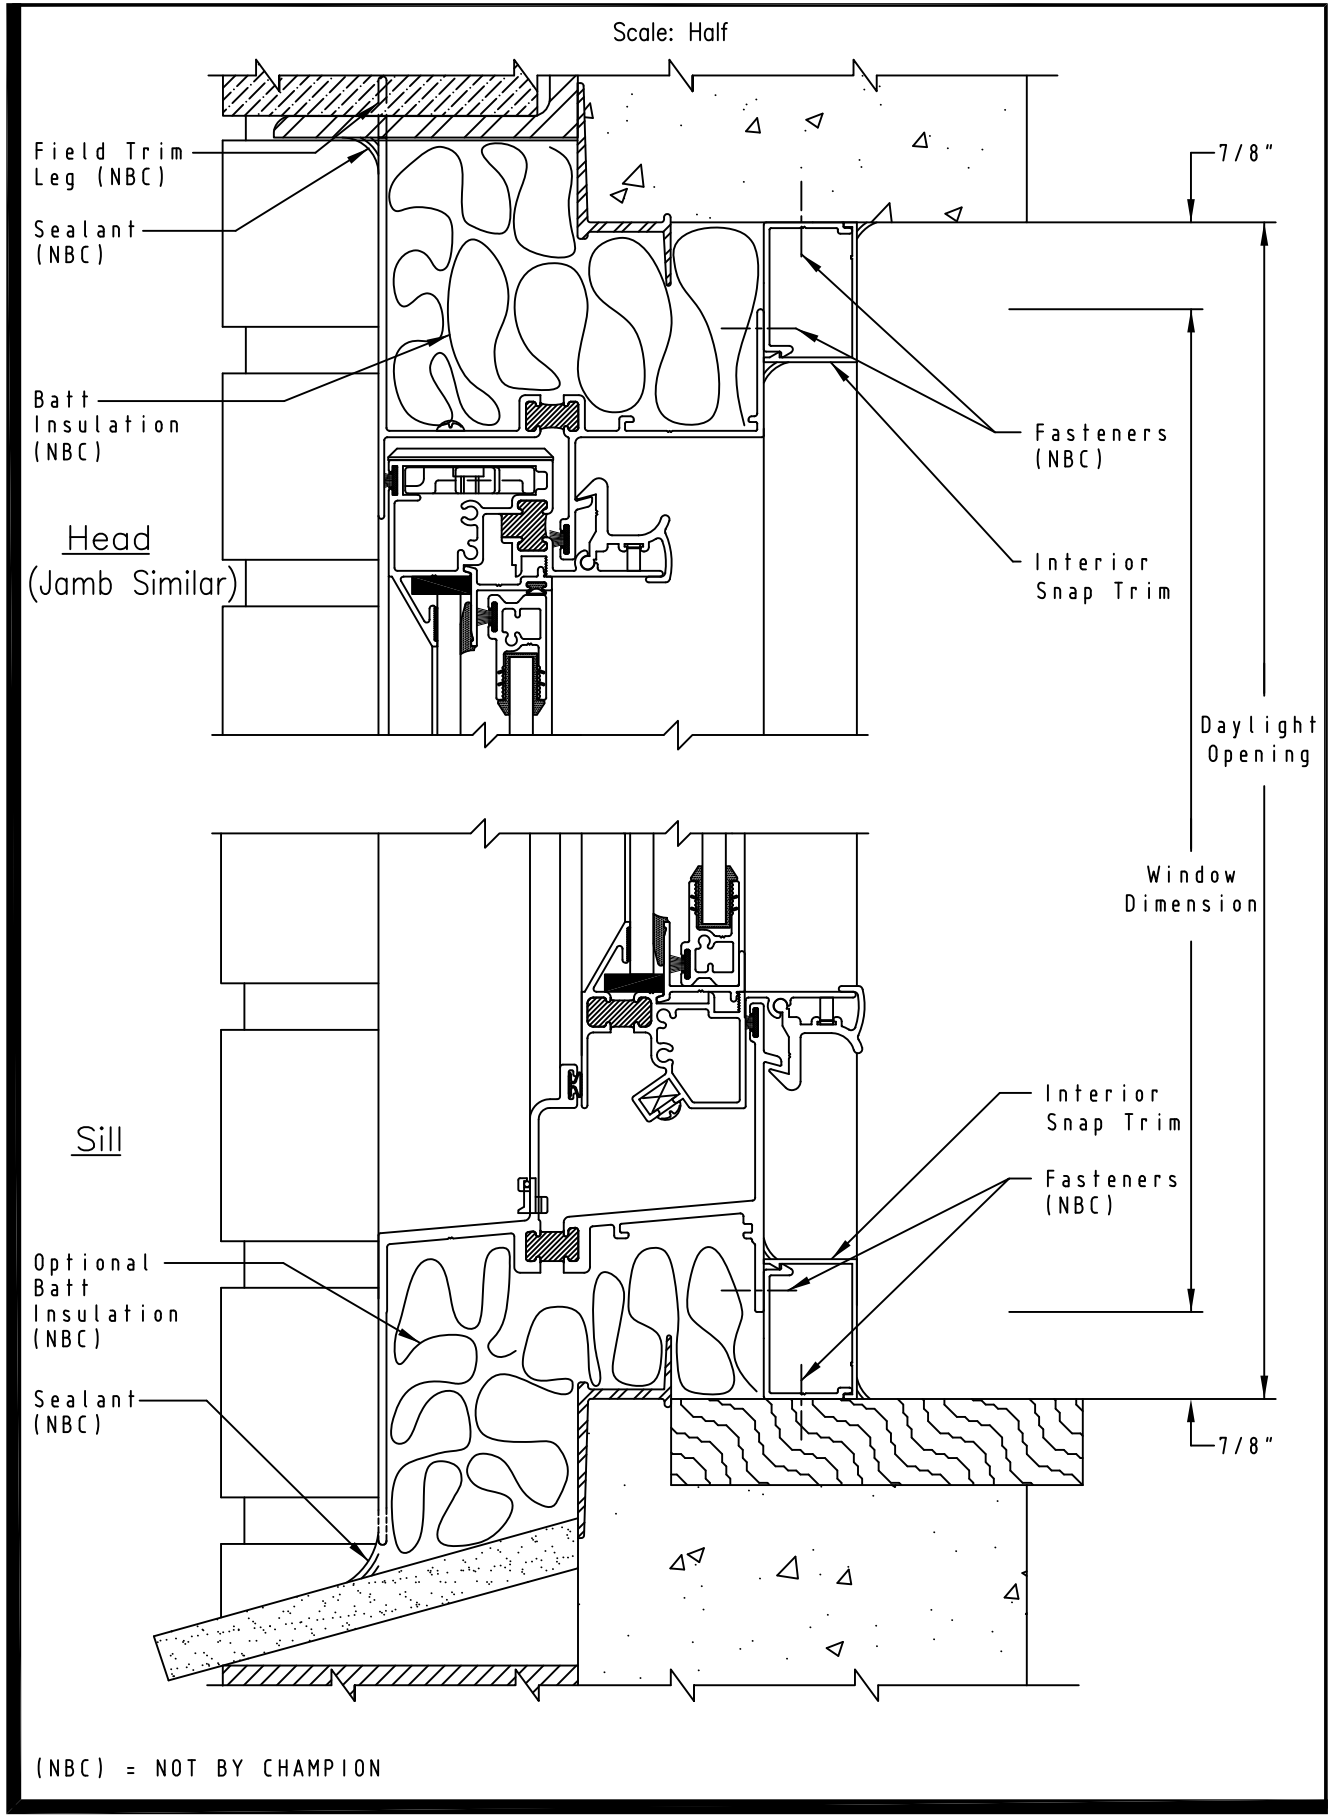 Scale: Half
Field Trim
Leg (NBC)
7/8"
Sealant
(NBC)
Batt
Insulation
(NBC)
Fasteners
(NBC)
Head
(Jamb Similar)
Interior
Snap Trim
Daylight
Opening
Window
Dimension
Interior
Snap Trim
Sill
Fasteners
(NBC)
Optional
Batt
Insulation
(NBC)
Sealant
(NBC)
7/8"
(NBC) = NOT BY CHAMPION